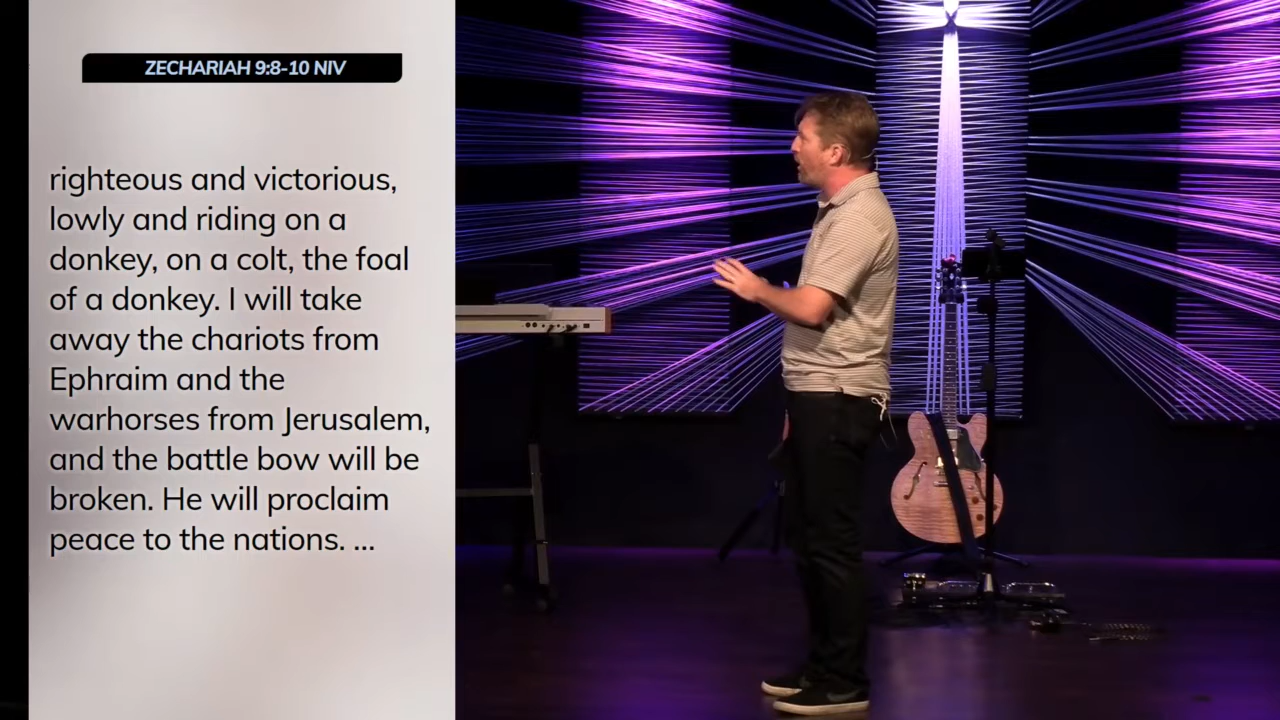 ZECHARIAH 9:8-10 NIV
righteous and victorious,
lowly and riding on a
donkey, on a colt, the foal
of a donkey. I will take
away the chariots from
Ephraim and the
warhorses from Jerusalem,
and the battle bow will be
broken. He will proclaim
peace to the nations. ...